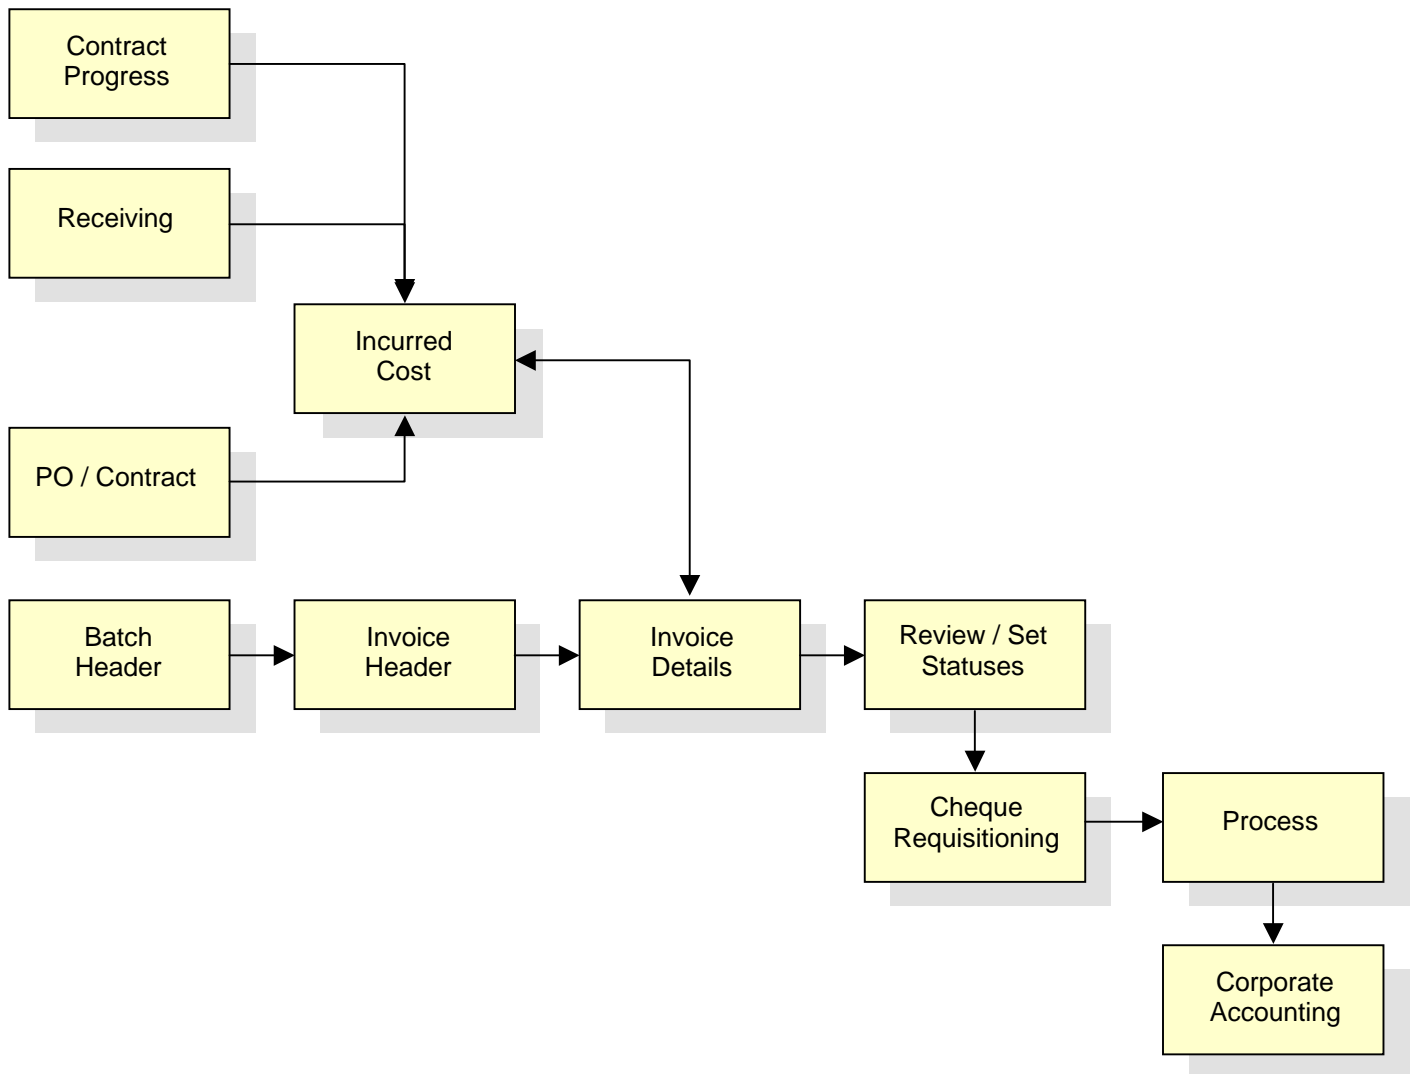 Contract
Progress
Receiving
Incurred
Cost
PO / Contract
Batch
Header
Invoice
Header
Invoice
Details
Review / Set
Statuses
Cheque
Requisitioning
Process
Corporate
Accounting